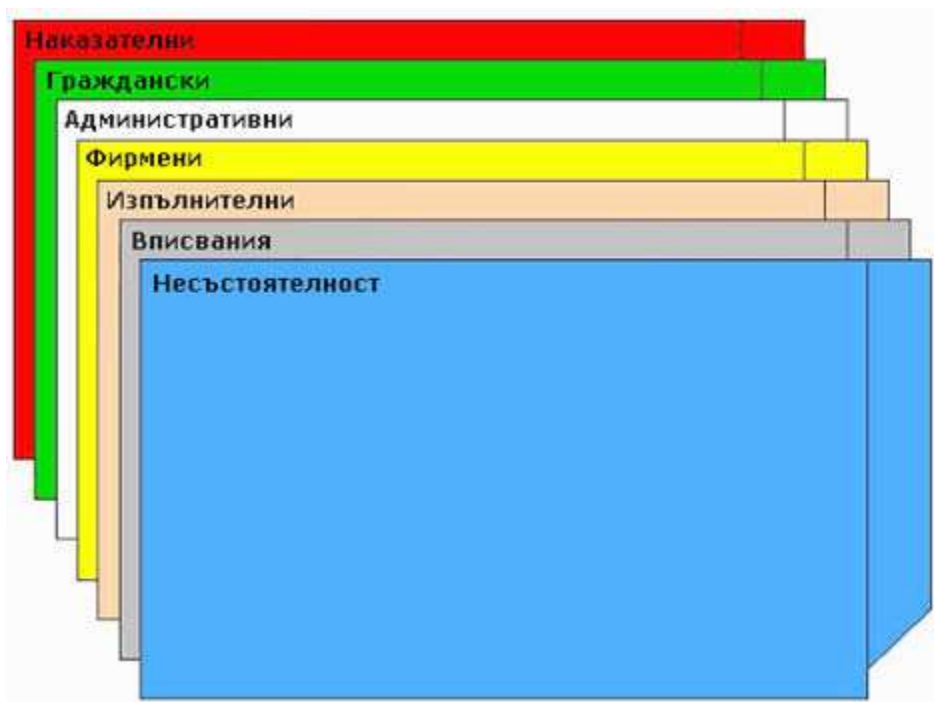 Наказателни
Граждански
Административни
Фирмени
Изпълнителни
Вписвания
Несъстоятелност